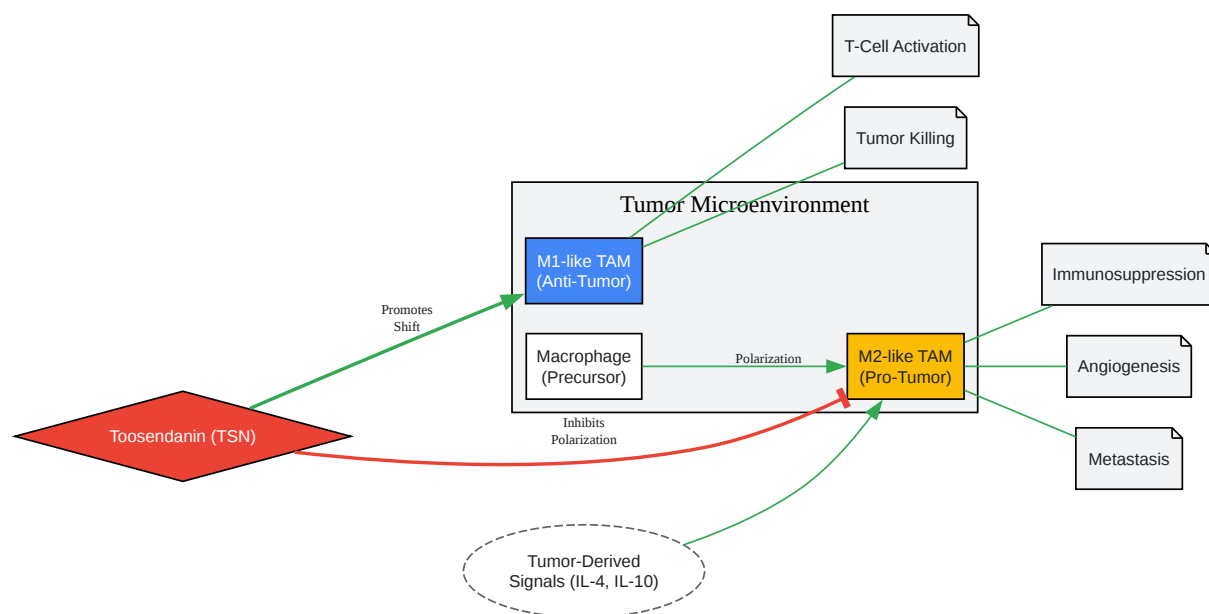 T-Cell Activation
Tumor Killing
Tumor Microenvironment
M1-like TAM
(Anti-Tumor)
Immunosuppression
Promotes
Shift
Macrophage
(Precursor)
Polarization
M2-like TAM
(Pro-Tumor)
Angiogenesis
Toosendanin (TSN)
Inhibits
Polarization
Metastasis
Tumor-Derived
Signals (IL-4, IL-10)